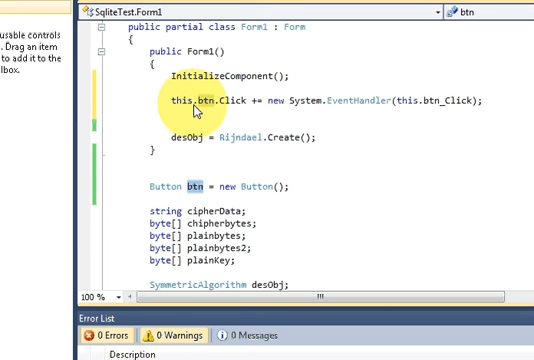 SqliteTest.Form1
btn
usable controls
. Drag an item
to add it to the
lbox.
public partial class Form1 : Form
{
public Form1()
{
InitializeComponent();
this.btn.Click += new System.EventHandler(this.btn_Click);
desObj = Rijndael.Create();
}
Button btn = new Button();
string cipherData;
byte[] chipherbytes;
byte[] plainbytes;
byte[] plainbytes2;
byte[] plainKey;
SymmetricAlgorithm desObj;
100 %
Error List
0 Errors
0 Warnings
0 Messages
Description